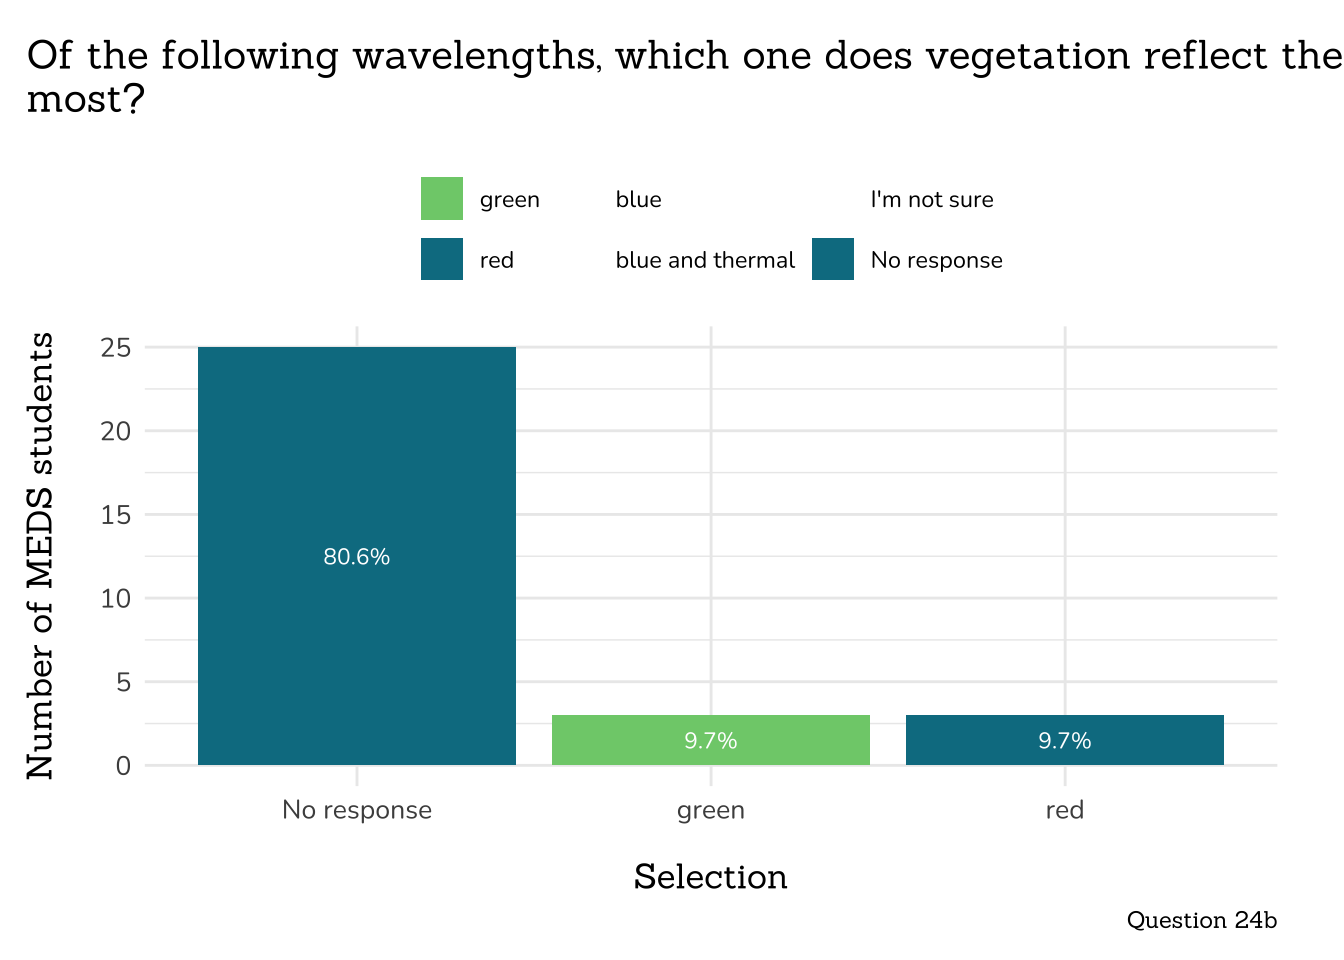 Of the following wavelengths, which one does vegetation reflect the
most?
green blue I'm not sure
red blue and thermal No response
Number of MEDS students
25
20
15
10
5
0
80.6%
9.7%
9.7%
No response green red
Selection
Question 24b